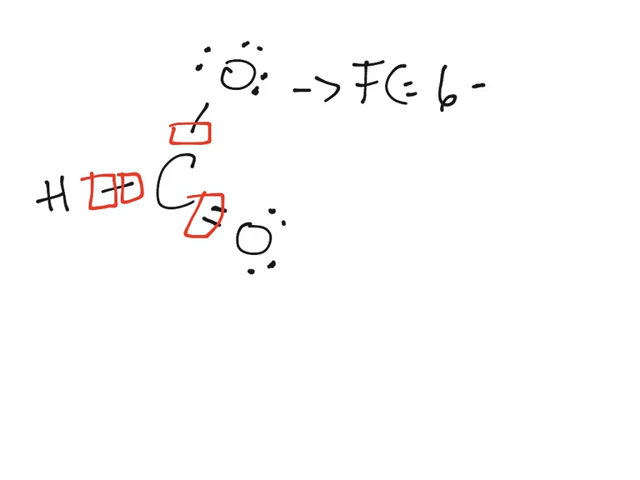 O -> FC= 6 -
H - C
= O